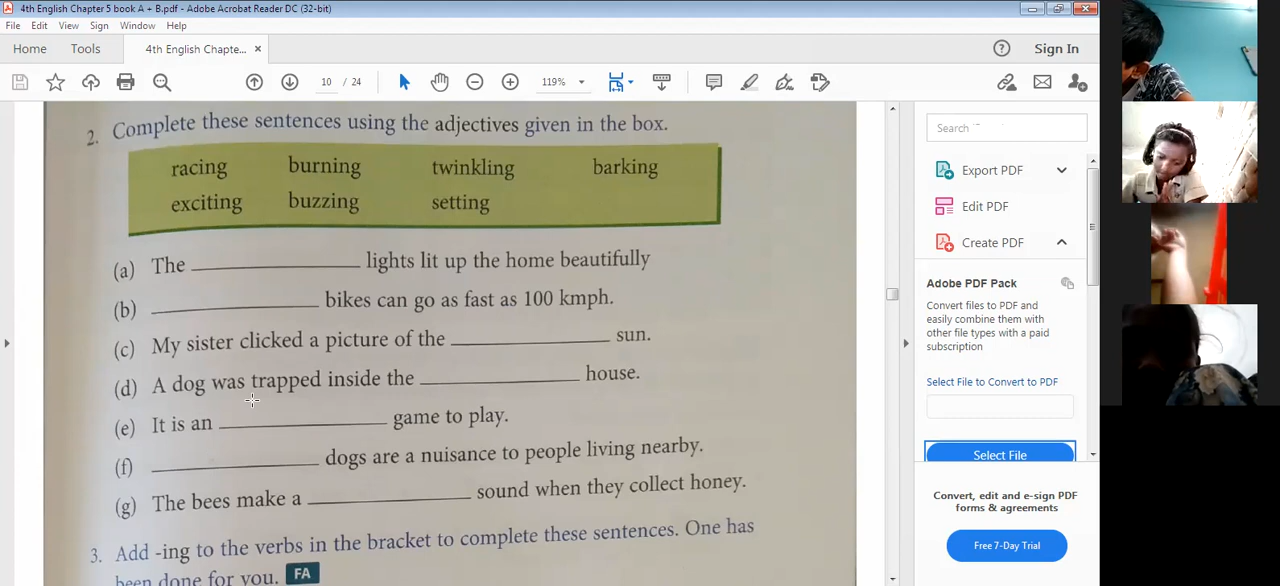 4th English Chapter 5 book A + B.pdf - Adobe Acrobat Reader DC (32-bit)
File Edit View Sign Window Help
Home Tools 4th English Chapte... × Sign In
10 / 24 119%
2. Complete these sentences using the adjectives given in the box.
racing burning twinkling barking
exciting buzzing setting
(a) The ____________ lights lit up the home beautifully
(b) ____________ bikes can go as fast as 100 kmph.
(c) My sister clicked a picture of the ____________ sun.
(d) A dog was trapped inside the ____________ house.
(e) It is an ____________ game to play.
(f) ____________ dogs are a nuisance to people living nearby.
(g) The bees make a ____________ sound when they collect honey.
3. Add -ing to the verbs in the bracket to complete these sentences. One has
been done for you. FA
Search
Export PDF
Edit PDF
Create PDF
Adobe PDF Pack
Convert files to PDF and
easily combine them with
other file types with a paid
subscription
Select File to Convert to PDF
Select File
Convert, edit and e-sign PDF
forms & agreements
Free 7-Day Trial